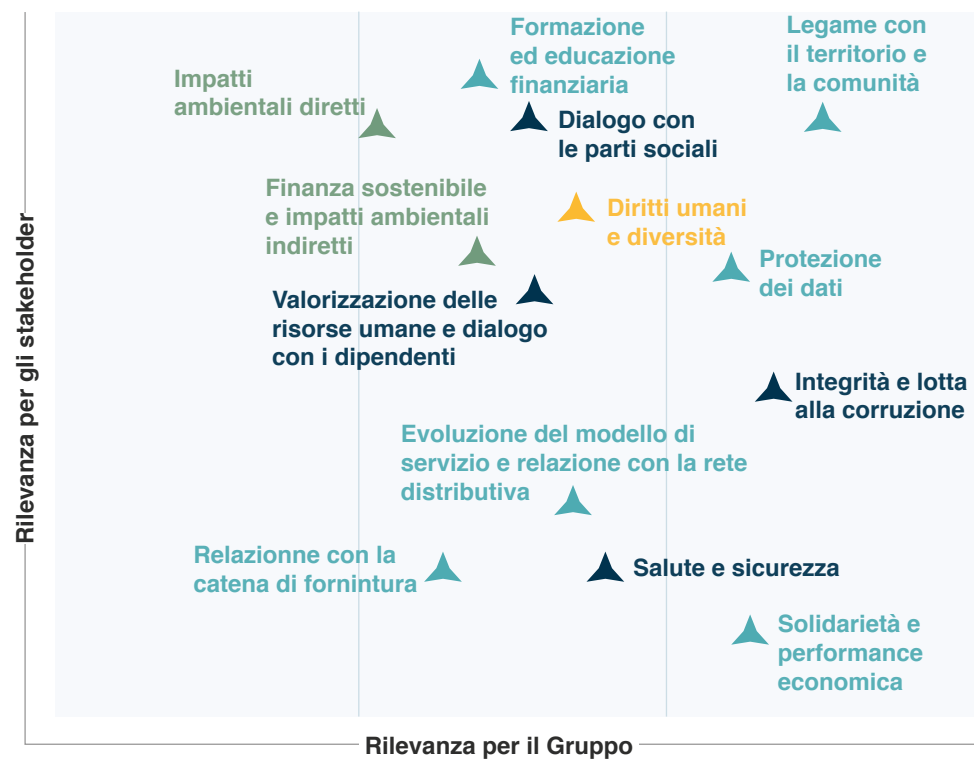 Formazione
ed educazione
finanziaria
Legame con
il territorio e
la comunità
Impatti
ambientali diretti
Dialogo con
le parti sociali
Finanza sostenibile
e impatti ambientali
indiretti
Diritti umani
e diversità
Protezione
dei dati
Valorizzazione delle
risorse umane e dialogo
con i dipendenti
Integrità e lotta
alla corruzione
Evoluzione del modello di
servizio e relazione con la rete
distributiva
Relazionne con la
catena di fornintura
Salute e sicurezza
Solidarietà e
performance
economica
Rilevanza per gli stakeholder
Rilevanza per il Gruppo